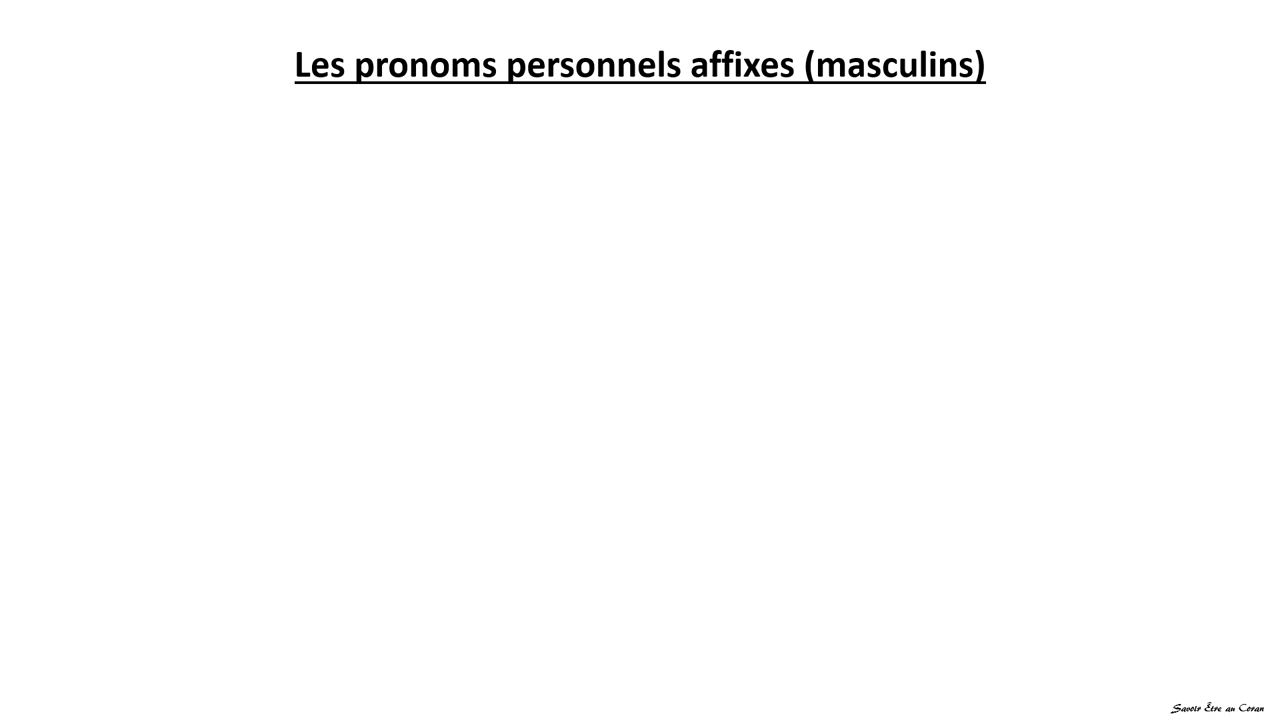 Les pronoms personnels affixes (masculins)
Savoir Être au Coran